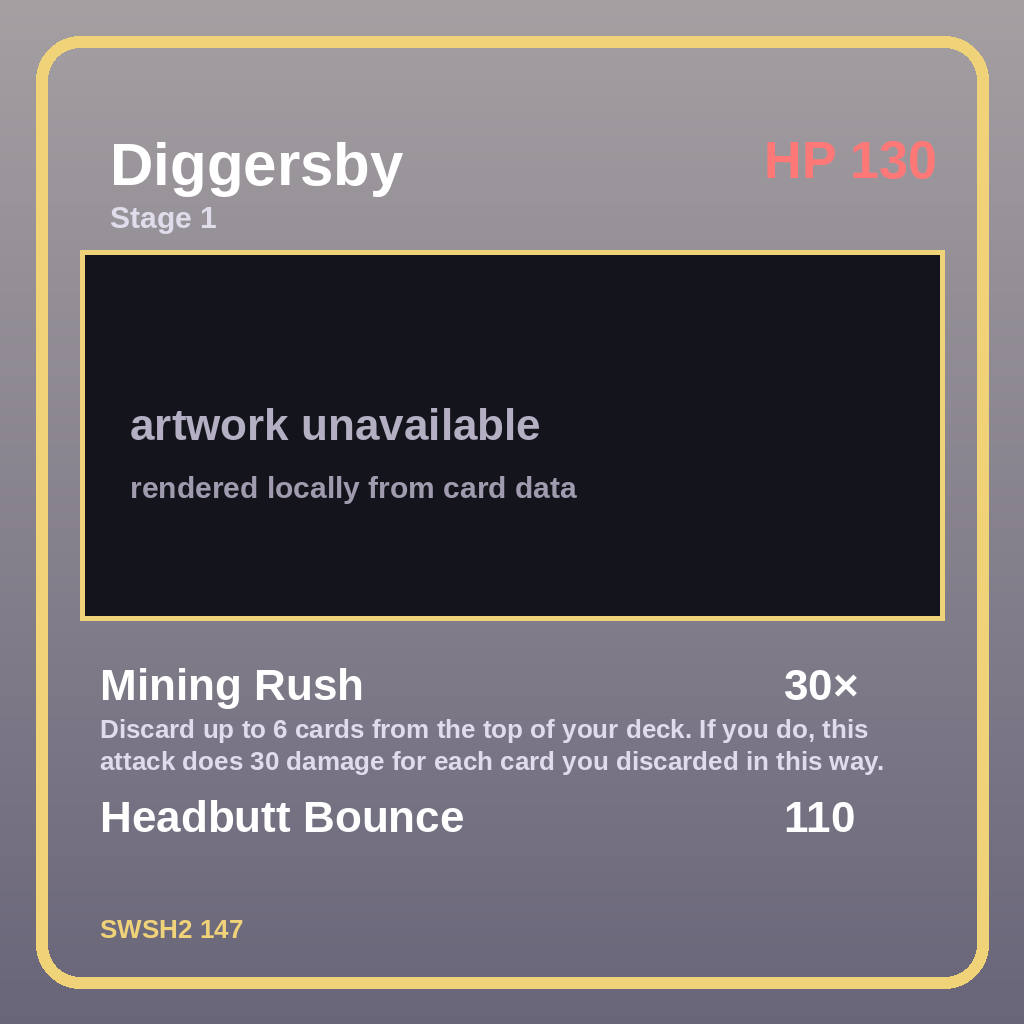 Diggersby
HP 130
Stage 1
artwork unavailable
rendered locally from card data
Mining Rush 30×
Discard up to 6 cards from the top of your deck. If you do, this
attack does 30 damage for each card you discarded in this way.
Headbutt Bounce 110
SWSH2 147